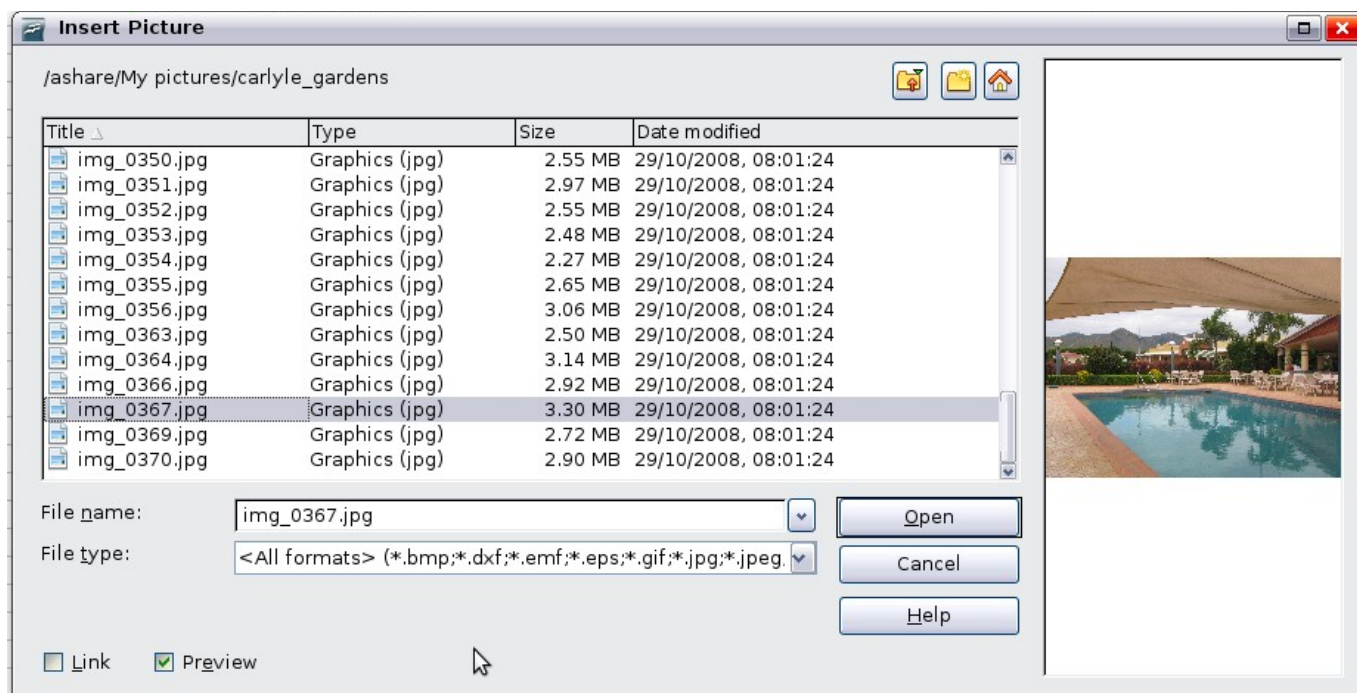 Insert Picture
/ashare/My pictures/carlyle_gardens
Title Type Size Date modified
img_0350.jpg Graphics (jpg) 2.55 MB 29/10/2008, 08:01:24
img_0351.jpg Graphics (jpg) 2.97 MB 29/10/2008, 08:01:24
img_0352.jpg Graphics (jpg) 2.55 MB 29/10/2008, 08:01:24
img_0353.jpg Graphics (jpg) 2.48 MB 29/10/2008, 08:01:24
img_0354.jpg Graphics (jpg) 2.27 MB 29/10/2008, 08:01:24
img_0355.jpg Graphics (jpg) 2.65 MB 29/10/2008, 08:01:24
img_0356.jpg Graphics (jpg) 3.06 MB 29/10/2008, 08:01:24
img_0363.jpg Graphics (jpg) 2.50 MB 29/10/2008, 08:01:24
img_0364.jpg Graphics (jpg) 3.14 MB 29/10/2008, 08:01:24
img_0366.jpg Graphics (jpg) 2.92 MB 29/10/2008, 08:01:24
img_0367.jpg Graphics (jpg) 3.30 MB 29/10/2008, 08:01:24
img_0369.jpg Graphics (jpg) 2.72 MB 29/10/2008, 08:01:24
img_0370.jpg Graphics (jpg) 2.90 MB 29/10/2008, 08:01:24
File name: img_0367.jpg Open
File type: <All formats> (*.bmp;*.dxf;*.emf;*.eps;*.gif;*.jpg;*.jpeg; Cancel
Help
Link Preview